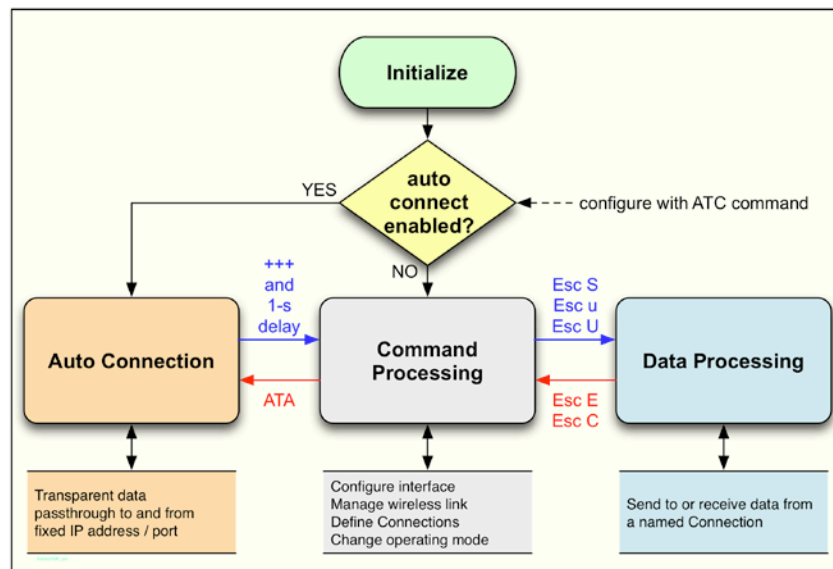 Initialize
YES
auto
connect
enabled?
configure with ATC command
NO
+++
and
1-s
delay
Esc S
Esc u
Esc U
Auto Connection
Command
Processing
Data Processing
ATA
Esc E
Esc C
Transparent data
passthrough to and from
fixed IP address / port
Configure interface
Manage wireless link
Define Connections
Change operating mode
Send to or receive data from
a named Connection